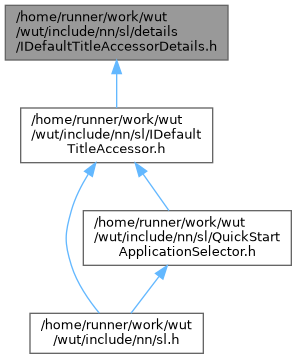 /home/runner/work/wut
/wut/include/nn/sl/details
/IDefaultTitleAccessorDetails.h
/home/runner/work/wut
/wut/include/nn/sl/IDefault
TitleAccessor.h
/home/runner/work/wut
/wut/include/nn/sl/QuickStart
ApplicationSelector.h
/home/runner/work/wut
/wut/include/nn/sl.h